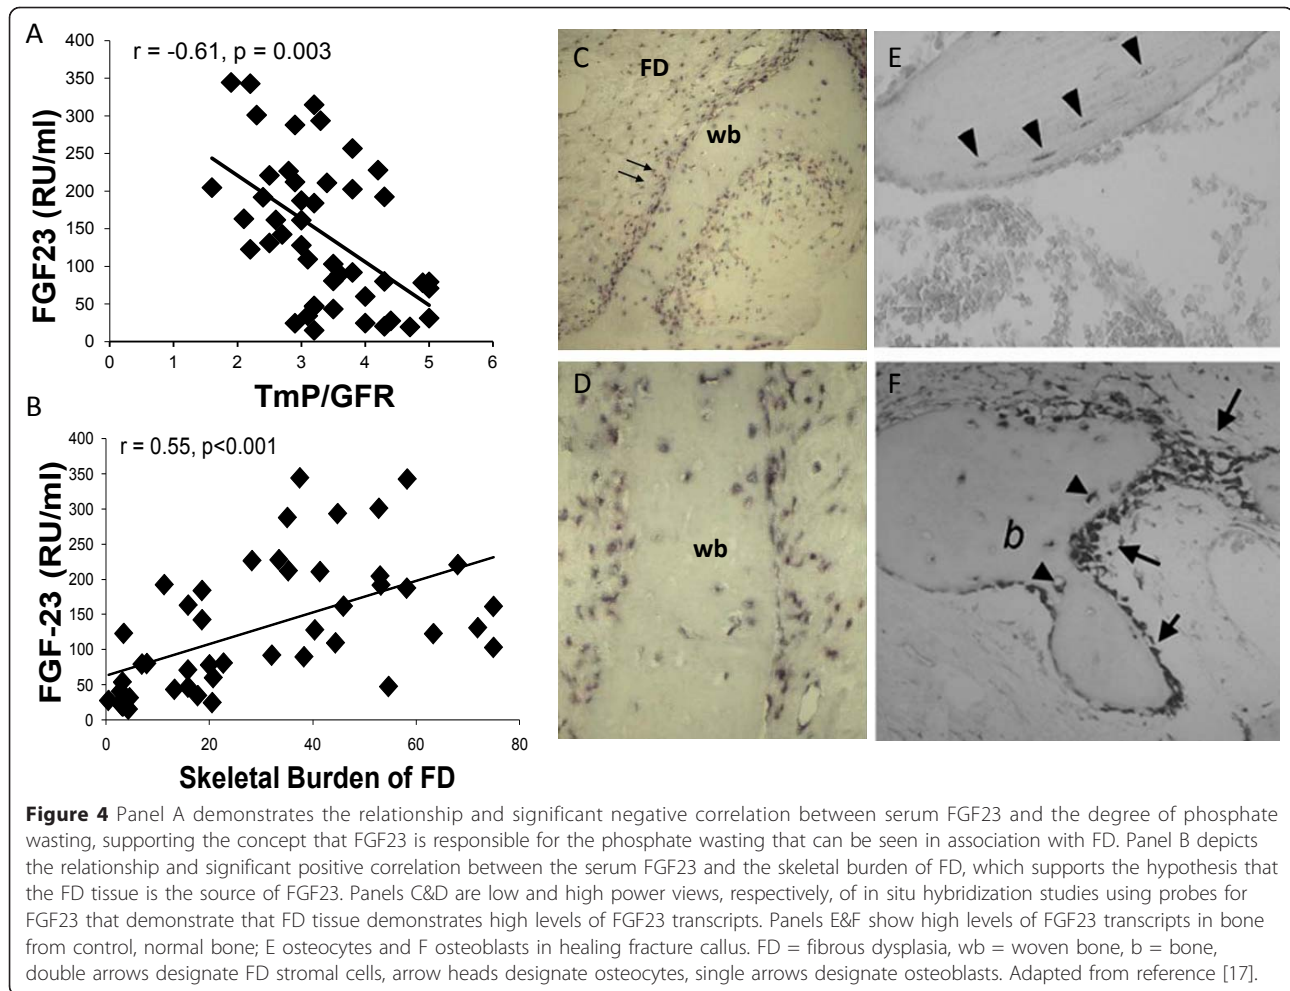 A
r = -0.61, p = 0.003
FGF23 (RU/ml)
400
350
300
250
200
150
100
50
0
0 1 2 3 4 5 6
TmP/GFR
B
r = 0.55, p<0.001
FGF-23 (RU/ml)
400
350
300
250
200
150
100
50
0
0 20 40 60 80
Skeletal Burden of FD
C
FD
wb
D
wb
E
F
b
Figure 4 Panel A demonstrates the relationship and significant negative correlation between serum FGF23 and the degree of phosphate
wasting, supporting the concept that FGF23 is responsible for the phosphate wasting that can be seen in association with FD. Panel B depicts
the relationship and significant positive correlation between the serum FGF23 and the skeletal burden of FD, which supports the hypothesis that
the FD tissue is the source of FGF23. Panels C&D are low and high power views, respectively, of in situ hybridization studies using probes for
FGF23 that demonstrate that FD tissue demonstrates high levels of FGF23 transcripts. Panels E&F show high levels of FGF23 transcripts in bone
from control, normal bone; E osteocytes and F osteoblasts in healing fracture callus. FD = fibrous dysplasia, wb = woven bone, b = bone,
double arrows designate FD stromal cells, arrow heads designate osteocytes, single arrows designate osteoblasts. Adapted from reference [17].